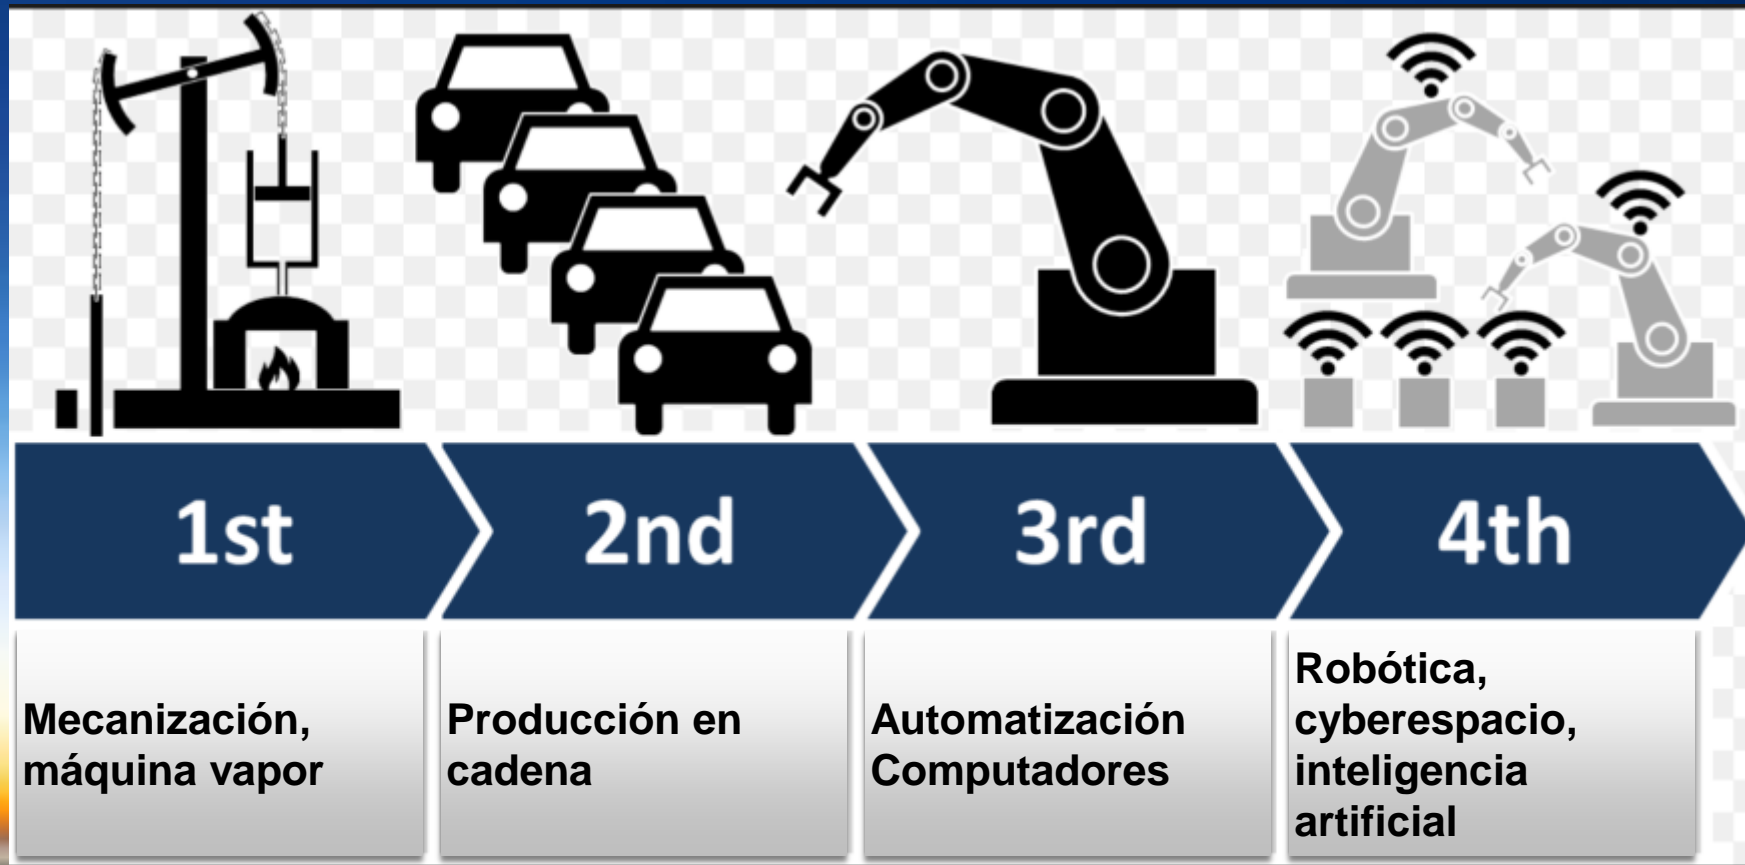 1st
2nd
3rd
4th
Mecanización,
máquina vapor
Producción en
cadena
Automatización
Computadores
Robótica,
cyberespacio,
inteligencia
artificial